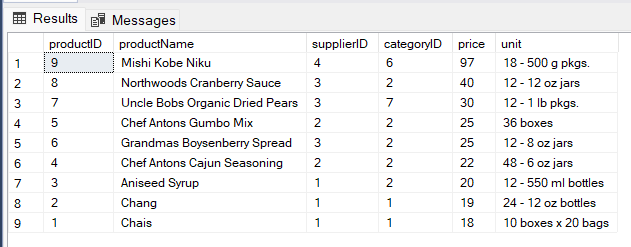 Results Messages
productID productName supplierID categoryID price unit
1 9 Mishi Kobe Niku 4 6 97 18 - 500 g pkgs.
2 8 Northwoods Cranberry Sauce 3 2 40 12 - 12 oz jars
3 7 Uncle Bobs Organic Dried Pears 3 7 30 12 - 1 lb pkgs.
4 5 Chef Antons Gumbo Mix 2 2 25 36 boxes
5 6 Grandmas Boysenberry Spread 3 2 25 12 - 8 oz jars
6 4 Chef Antons Cajun Seasoning 2 2 22 48 - 6 oz jars
7 3 Aniseed Syrup 1 2 20 12 - 550 ml bottles
8 2 Chang 1 1 19 24 - 12 oz bottles
9 1 Chais 1 1 18 10 boxes x 20 bags